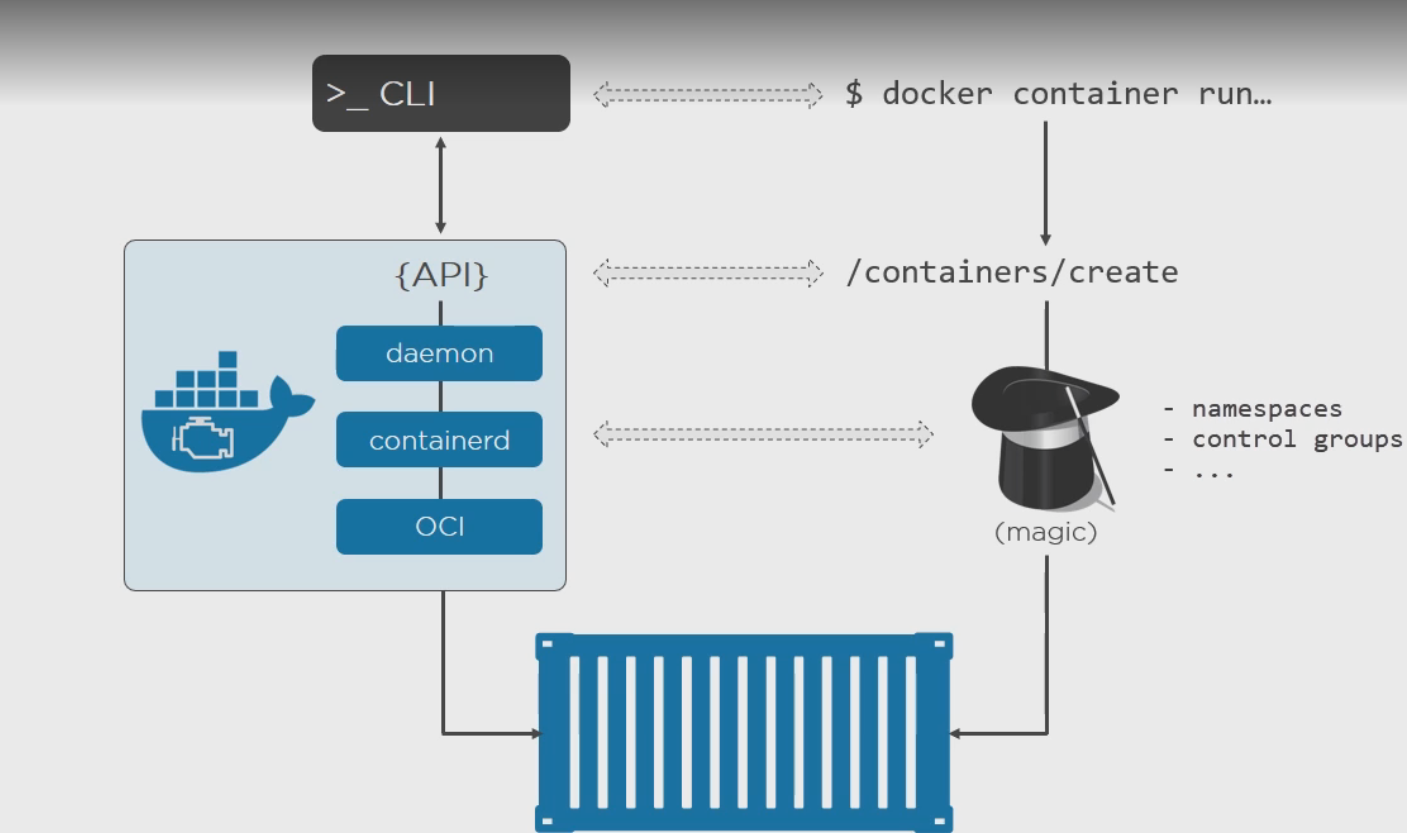 >_ CLI
$ docker container run…
{API}
/containers/create
daemon
containerd
OCI
- namespaces
- control groups
- ...
(magic)